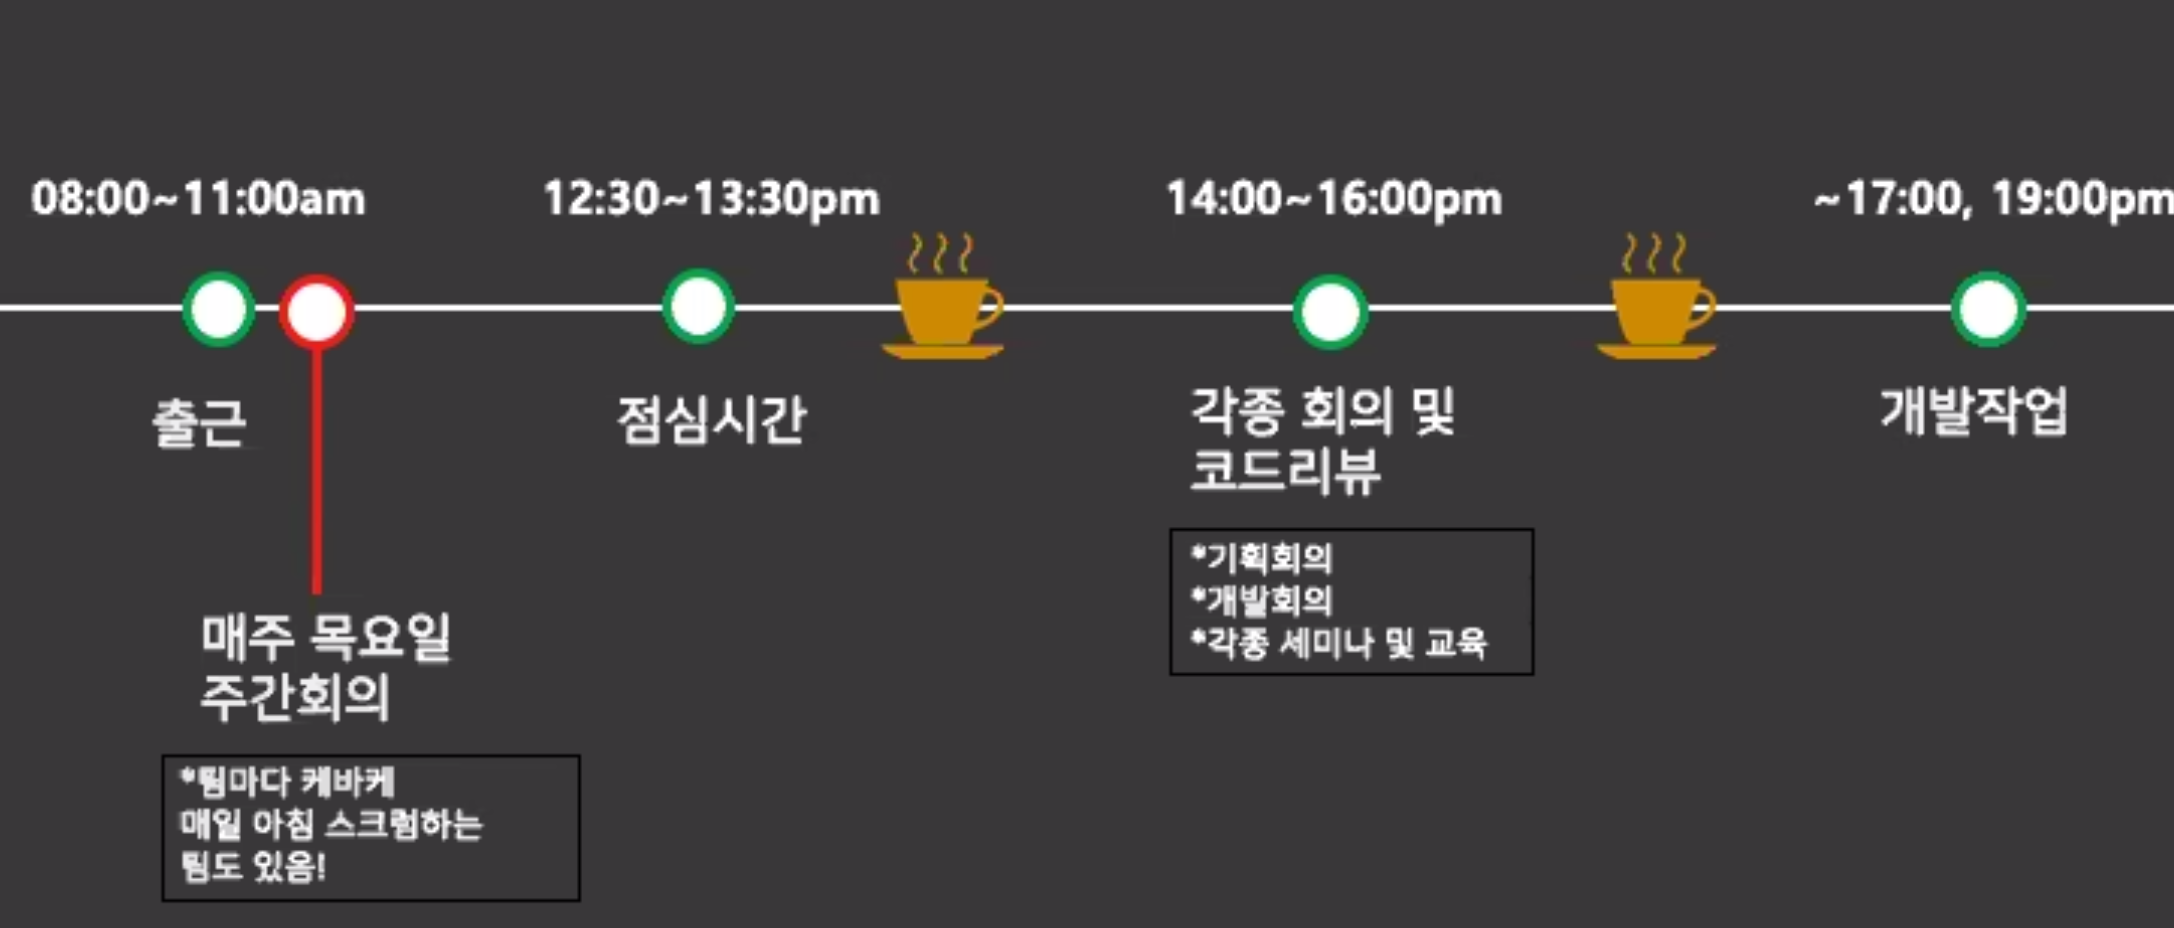 08:00~11:00am
출근
매주 목요일
주간회의
*팀마다 케바케
매일 아침 스크럼하는
팀도 있음!
12:30~13:30pm
점심시간
14:00~16:00pm
각종 회의 및
코드리뷰
*기획회의
*개발회의
*각종 세미나 및 교육
~17:00, 19:00pm
개발작업